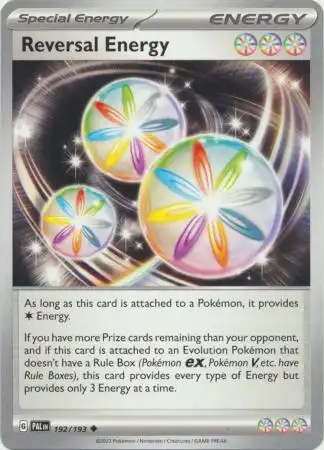 Special Energy ENERGY
Reversal Energy
As long as this card is attached to a Pokémon, it provides
Energy.
If you have more Prize cards remaining than your opponent,
and if this card is attached to an Evolution Pokémon that
doesn't have a Rule Box (Pokémon ex, Pokémon V, etc. have
Rule Boxes), this card provides every type of Energy but
provides only 3 Energy at a time.
G PAL EN 192/193
©2023 Pokémon / Nintendo / Creatures / GAME FREAK